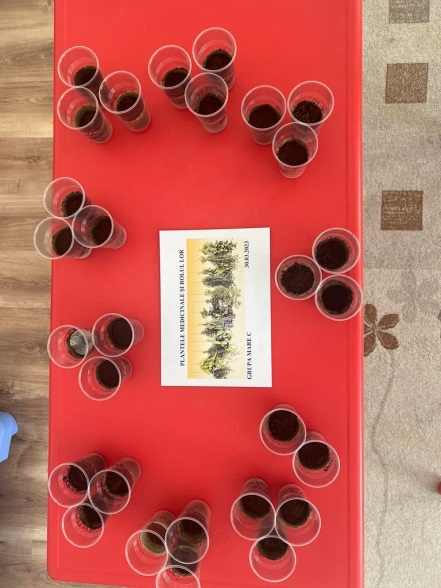 PLANTELE MEDICINALE ȘI ROLUL LOR
GRUPA MARE C
30.03.2023